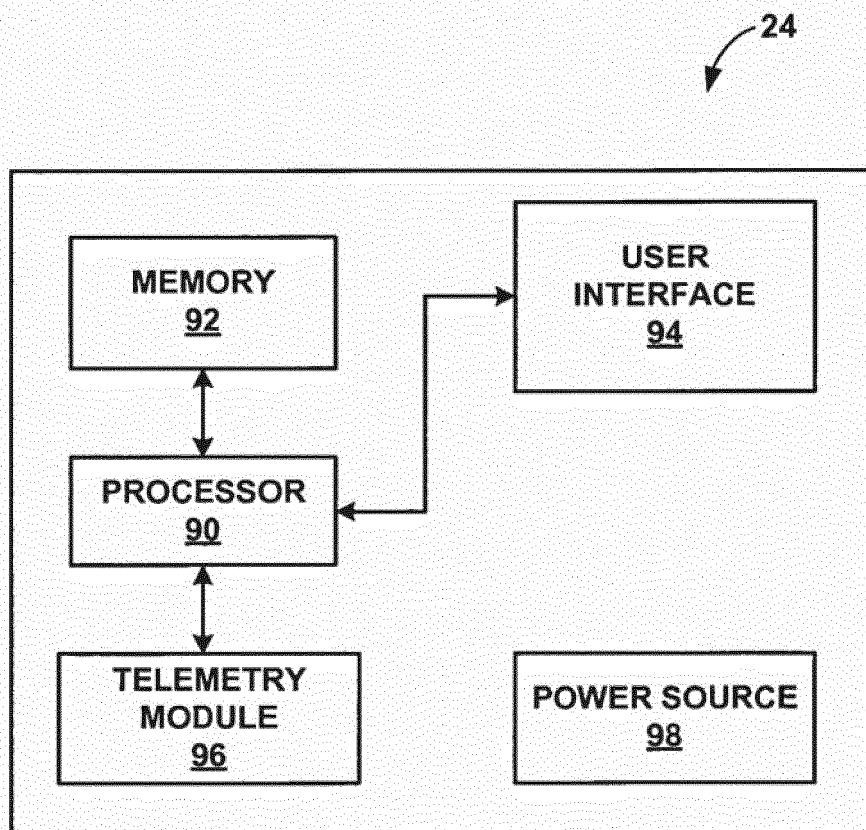 24
MEMORY
92
USER
INTERFACE
94
PROCESSOR
90
TELEMETRY
MODULE
96
POWER SOURCE
98